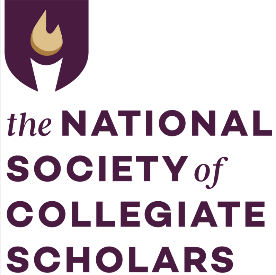 the NATIONAL
SOCIETY of
COLLEGIATE
SCHOLARS